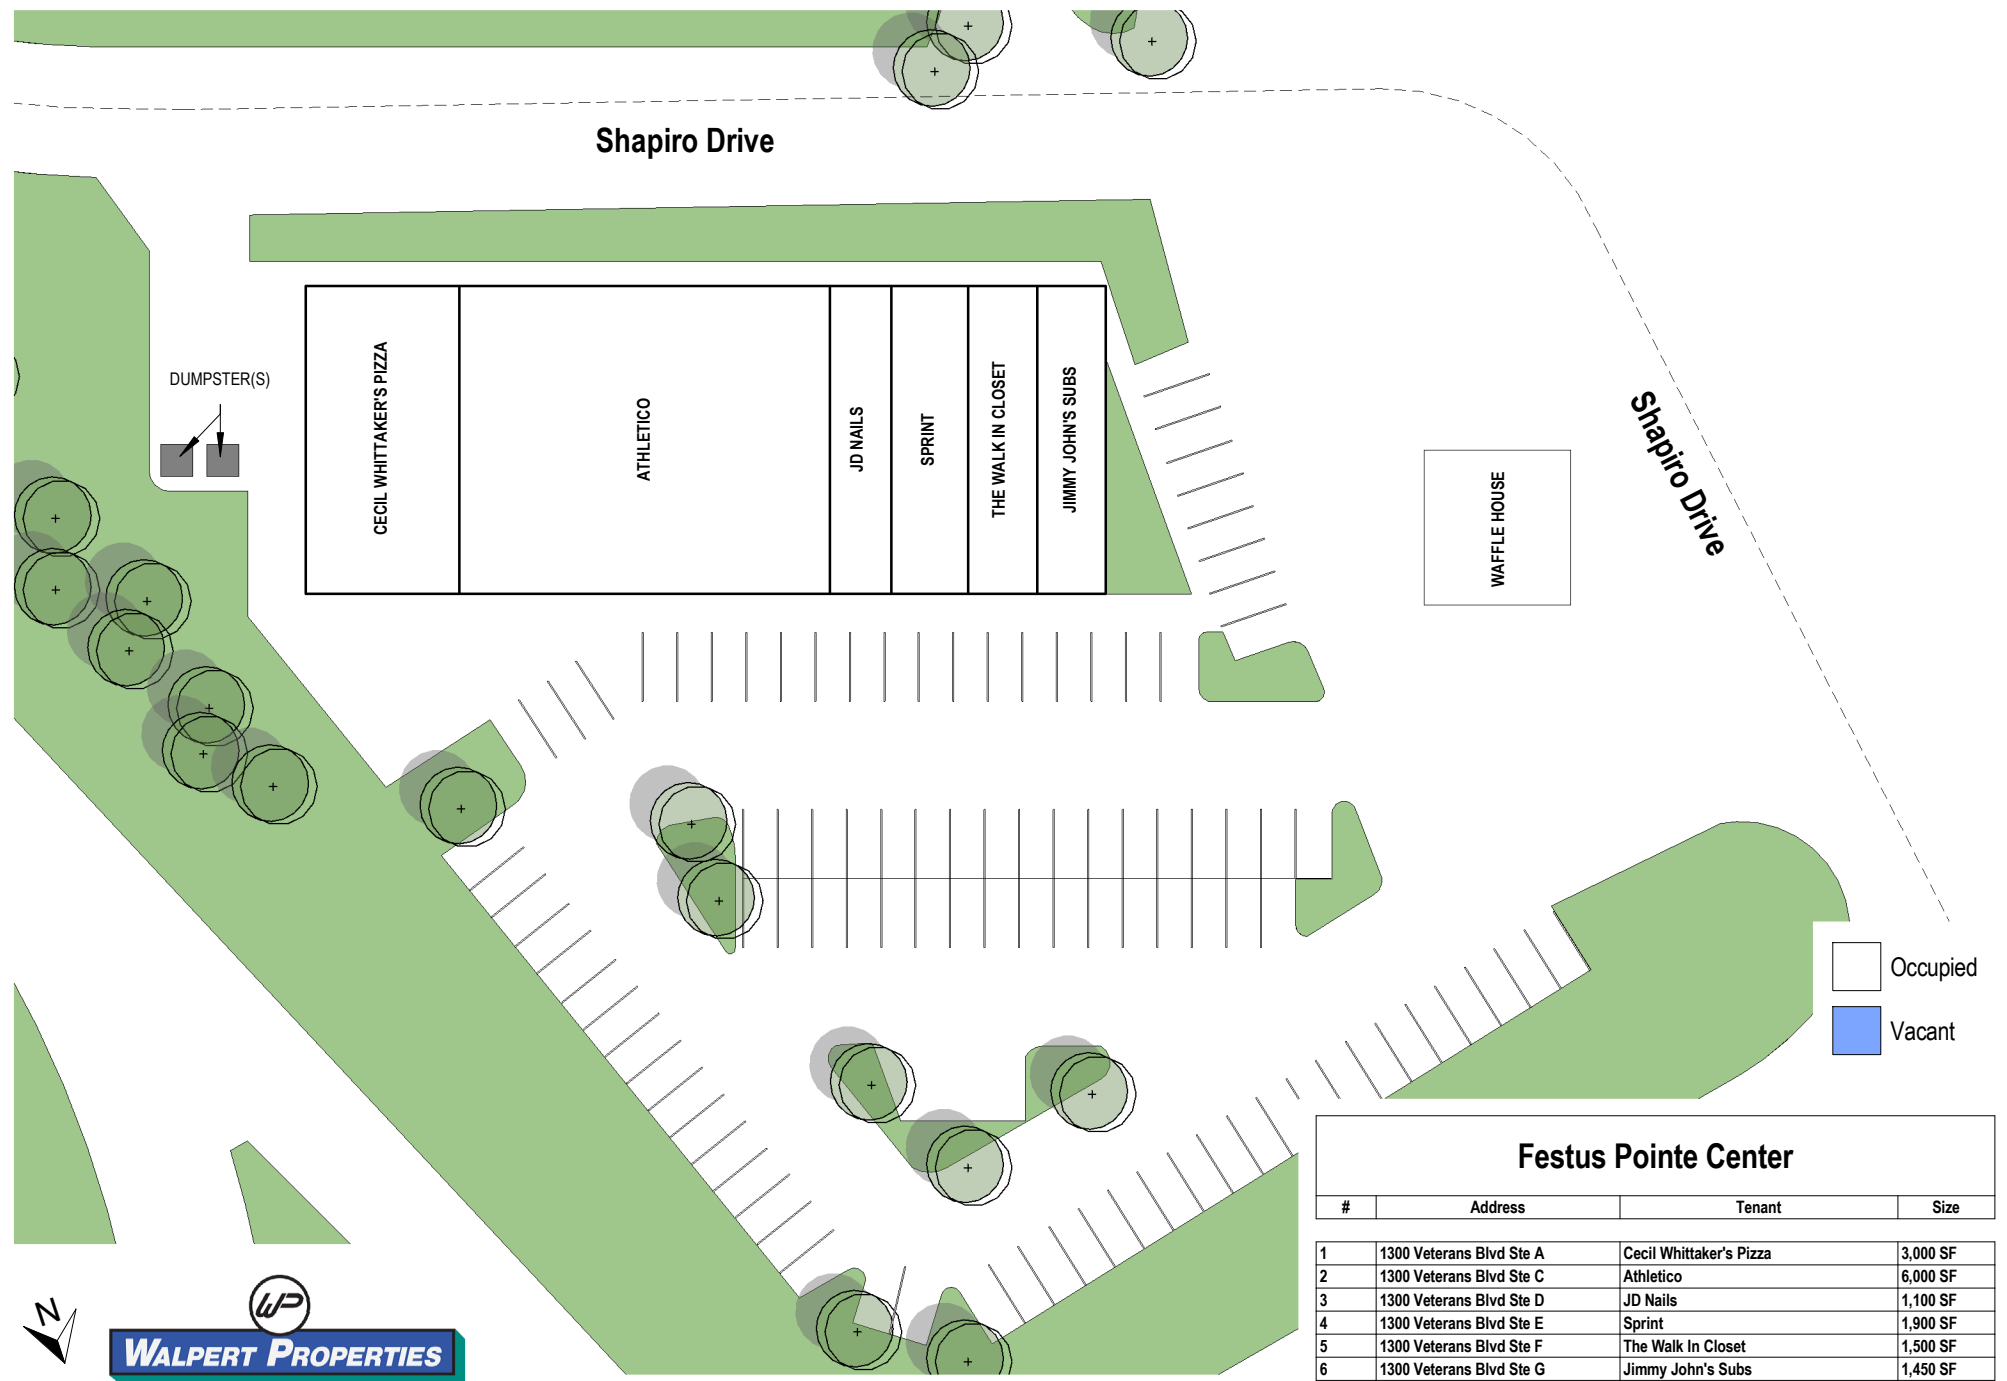 Shapiro Drive
DUMPSTER(S)
CECIL WHITTAKER'S PIZZA
ATHLETICO
JD NAILS
SPRINT
THE WALK IN CLOSET
JIMMY JOHN'S SUBS
WAFFLE HOUSE
Shapiro Drive
Occupied
Vacant
Festus Pointe Center
# Address Tenant Size
1 1300 Veterans Blvd Ste A Cecil Whittaker's Pizza 3,000 SF
2 1300 Veterans Blvd Ste C Athletico 6,000 SF
3 1300 Veterans Blvd Ste D JD Nails 1,100 SF
4 1300 Veterans Blvd Ste E Sprint 1,900 SF
5 1300 Veterans Blvd Ste F The Walk In Closet 1,500 SF
6 1300 Veterans Blvd Ste G Jimmy John's Subs 1,450 SF
N
WP
WALPERT PROPERTIES